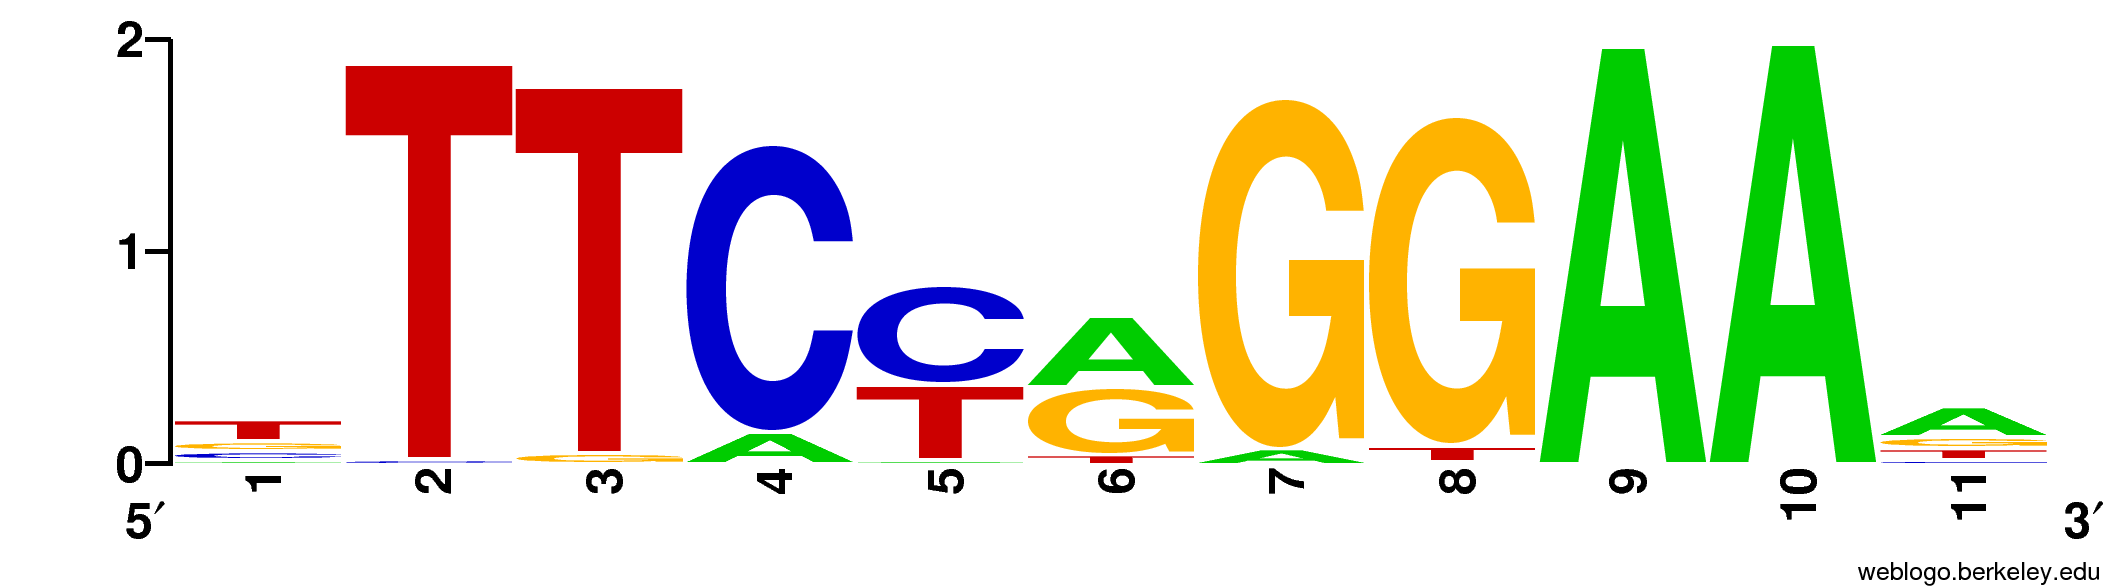 2
1
0
T T T C C A G G A A A
G C G A T G A T G
C A T T
A C
1 2 3 4 5 6 7 8 9 10 11
5′ 3′
weblogo.berkeley.edu